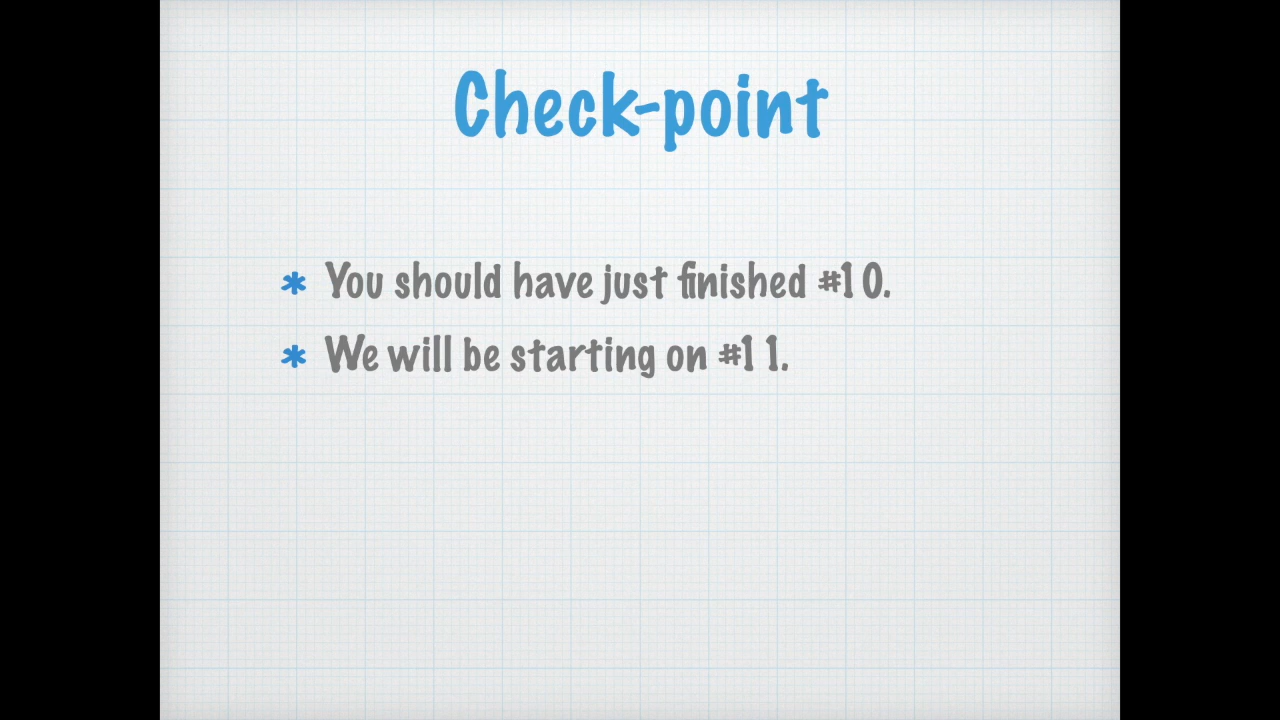 Check-point
* You should have just finished #10.
* We will be starting on #11.